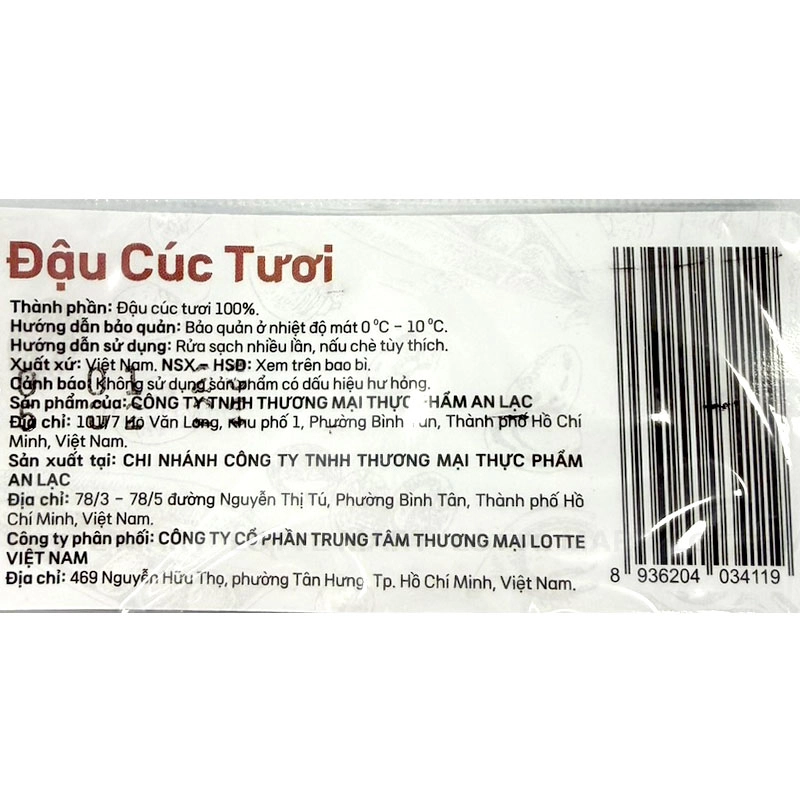 Đậu Cúc Tươi
Thành phần: Đậu cúc tươi 100%.
Hướng dẫn bảo quản: Bảo quản ở nhiệt độ mát 0 °C – 10 °C.
Hướng dẫn sử dụng: Rửa sạch nhiều lần, nấu chè tùy thích.
Xuất xứ: Việt Nam. NSX – HSD: Xem trên bao bì.
Cảnh báo: Không sử dụng sản phẩm có dấu hiệu hư hỏng.
Sản phẩm của: CÔNG TY TNHH THƯƠNG MẠI THỰC PHẨM AN LẠC
Địa chỉ: Văn Long, khu phố 1, Phường Bình Thành phố Hồ Chí
Minh, Việt Nam.
Sản xuất tại: CHI NHÁNH CÔNG TY TNHH THƯƠNG MẠI THỰC PHẨM
AN LẠC
Địa chỉ: 78/3 – 78/5 đường Nguyễn Thị Tú, Phường Bình Tân, Thành phố Hồ
Chí Minh, Việt Nam.
Công ty phân phối: CÔNG TY CỔ PHẦN TRUNG TÂM THƯƠNG MẠI LOTTE
VIỆT NAM
Địa chỉ: 469 Nguyễn Hữu Thọ, phường Tân Hưng Tp. Hồ Chí Minh, Việt Nam.
8 936204 034119